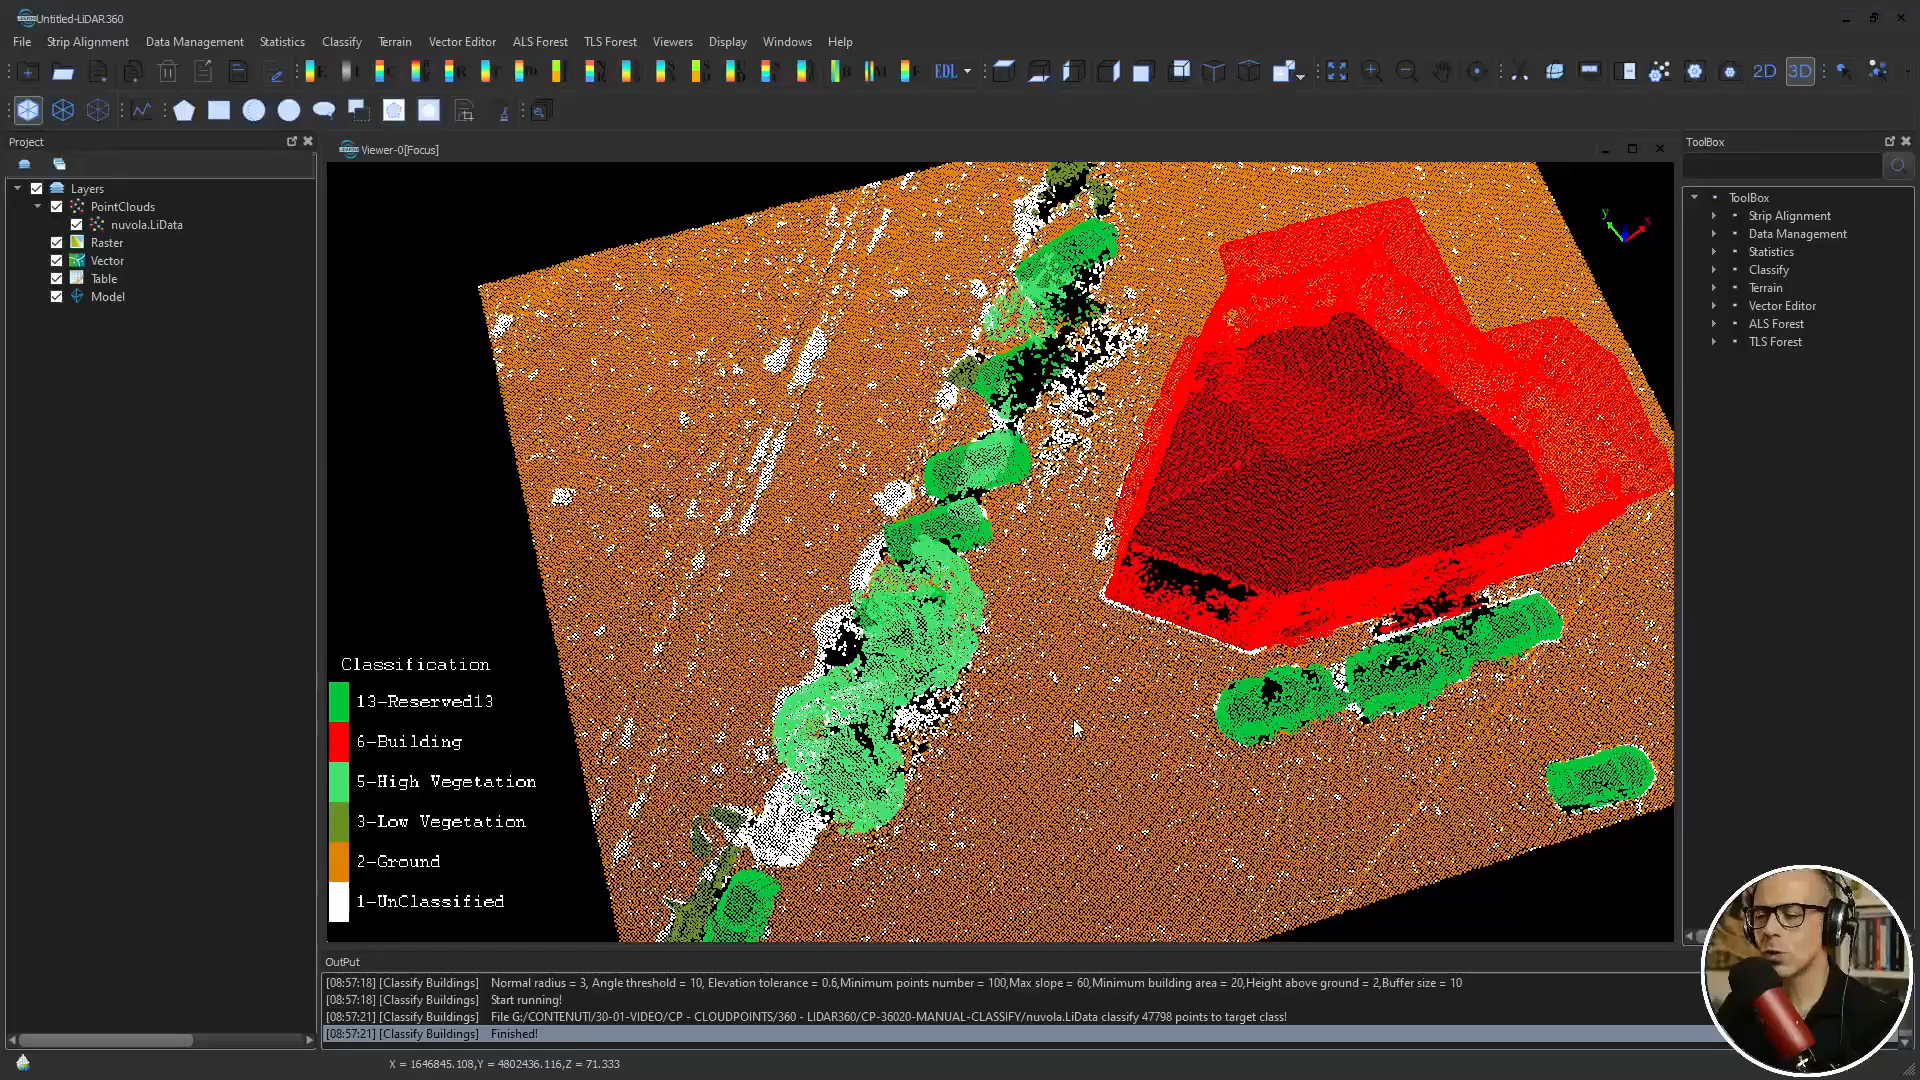 Untitled-LiDAR360
File Strip Alignment Data Management Statistics Classify Terrain Vector Editor ALS Forest TLS Forest Viewers Display Windows Help
EDL 2D 3D
Project
Viewer-0[Focus]
ToolBox
Layers
PointClouds
nuvola.LiData
Raster
Vector
Table
Model
ToolBox
Strip Alignment
Data Management
Statistics
Classify
Terrain
Vector Editor
ALS Forest
TLS Forest
y x
Classification
13-Reserved13
6-Building
5-High Vegetation
3-Low Vegetation
2-Ground
1-UnClassified
OutPut
[08:57:18] [Classify Buildings] Normal radius = 3, Angle threshold = 10, Elevation tolerance = 0.6,Minimum points number = 100,Max slope = 60,Minimum building area = 20,Height above ground = 2,Buffer size = 10
[08:57:18] [Classify Buildings] Start running!
[08:57:21] [Classify Buildings] File G:/CONTENUTI/30-01-VIDEO/CP - CLOUDPOINTS/360 - LIDAR360/CP-36020-MANUAL-CLASSIFY/nuvola.LiData classify 47798 points to target class!
[08:57:21] [Classify Buildings] Finished!
X = 1646845.108,Y = 4802436.116,Z = 71.333